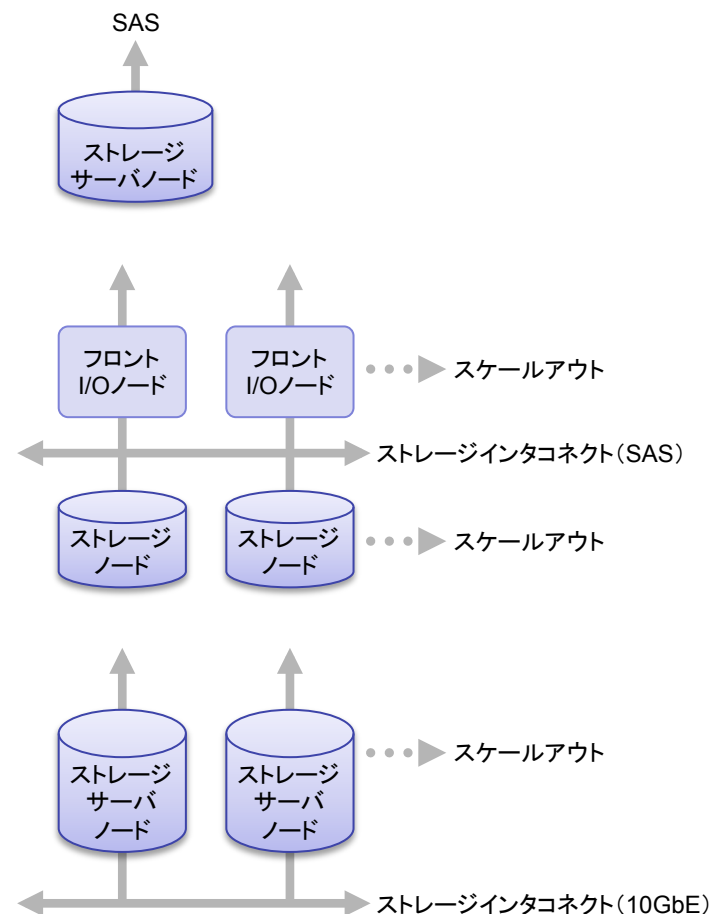 SAS
ストレージ
サーバノード
フロント
I/Oノード
フロント
I/Oノード
スケールアウト
ストレージインタコネクト（SAS）
ストレージ
ノード
ストレージ
ノード
スケールアウト
ストレージ
サーバ
ノード
ストレージ
サーバ
ノード
スケールアウト
ストレージインタコネクト（10GbE）